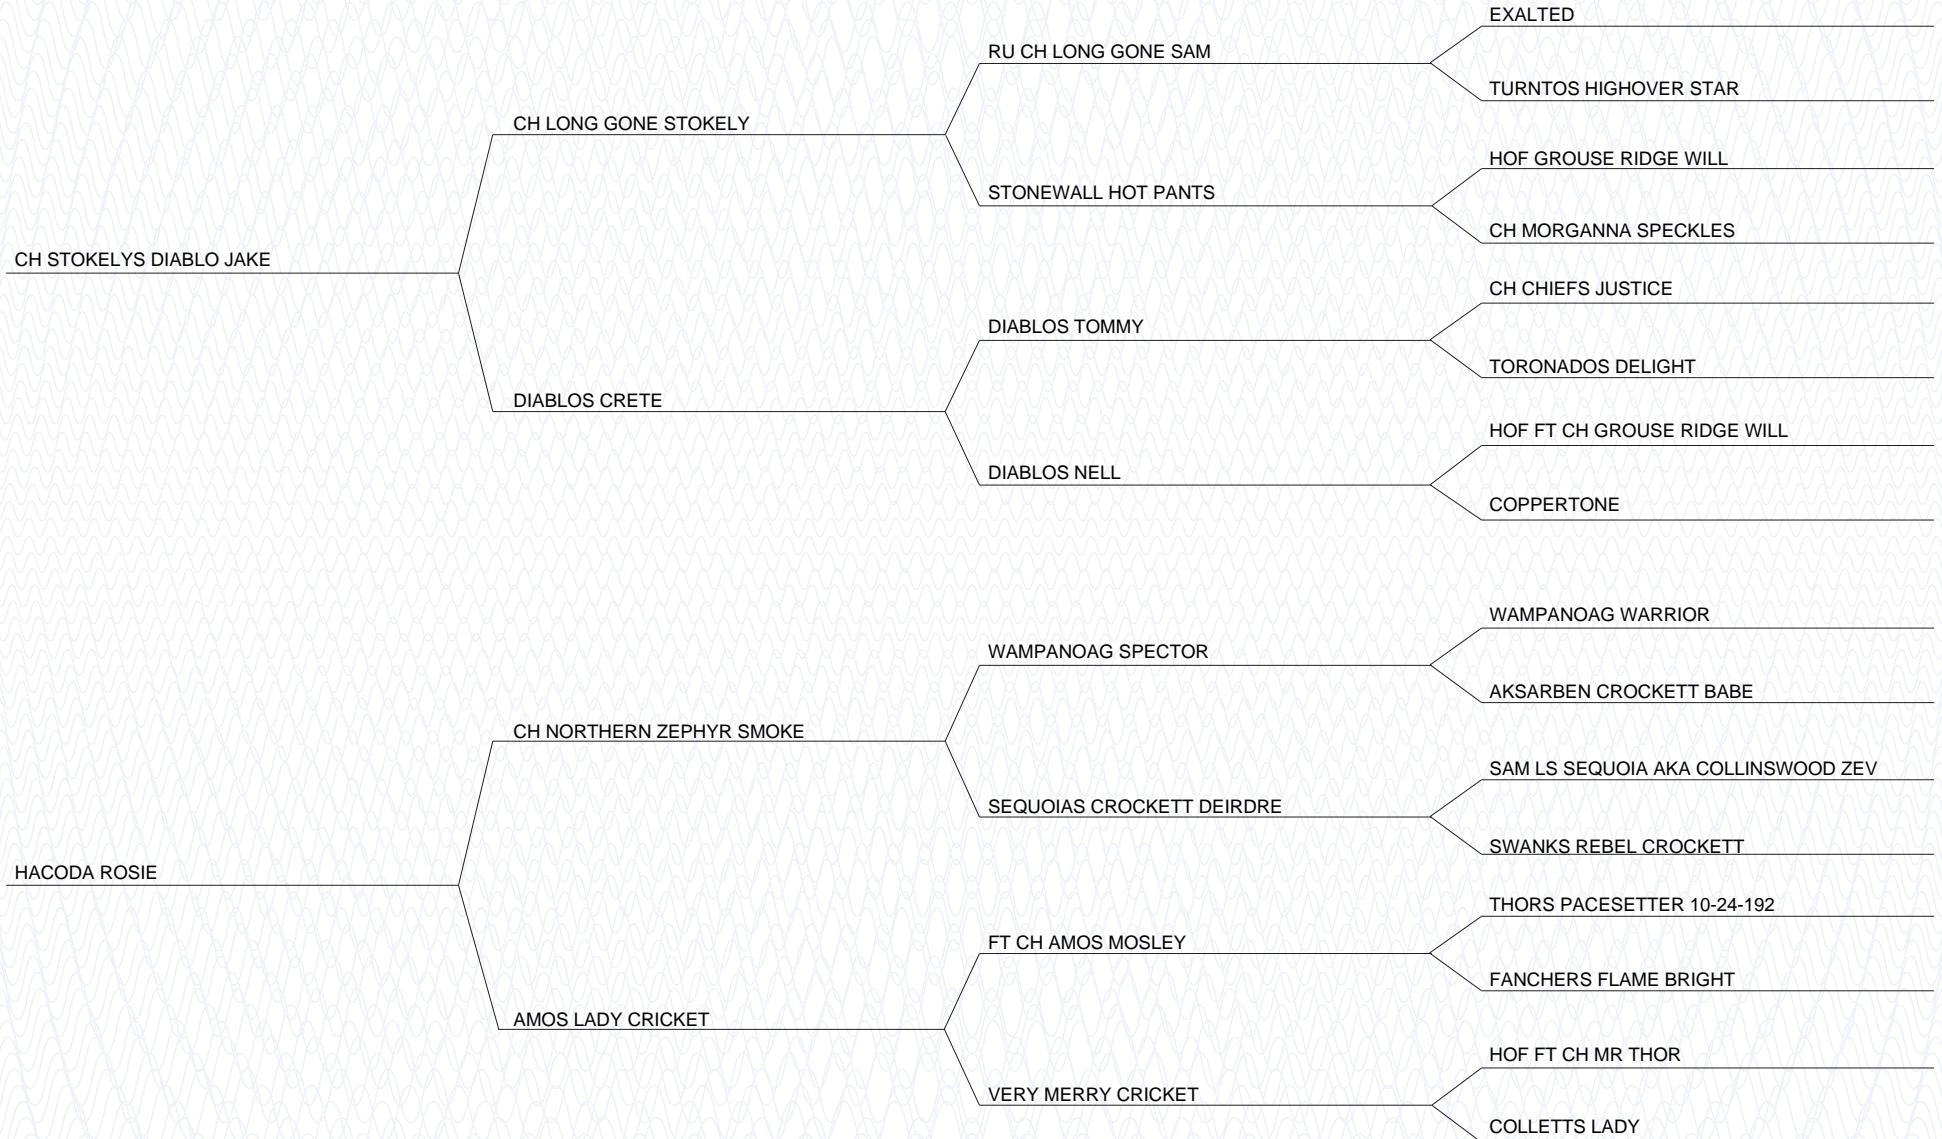 EXALTED
RU CH LONG GONE SAM
TURNTOS HIGHOVER STAR
CH LONG GONE STOKELY
HOF GROUSE RIDGE WILL
STONEWALL HOT PANTS
CH MORGANNA SPECKLES
CH STOKELYS DIABLO JAKE
CH CHIEFS JUSTICE
DIABLOS TOMMY
TORONADOS DELIGHT
DIABLOS CRETE
HOF FT CH GROUSE RIDGE WILL
DIABLOS NELL
COPPERTONE
WAMPANOAG WARRIOR
WAMPANOAG SPECTOR
AKSARBEN CROCKETT BABE
CH NORTHERN ZEPHYR SMOKE
SAM LS SEQUOIA AKA COLLINSWOOD ZEV
SEQUOIAS CROCKETT DEIRDRE
SWANKS REBEL CROCKETT
HACODA ROSIE
THORS PACESETTER 10-24-192
FT CH AMOS MOSLEY
FANCHERS FLAME BRIGHT
AMOS LADY CRICKET
HOF FT CH MR THOR
VERY MERRY CRICKET
COLLETTS LADY